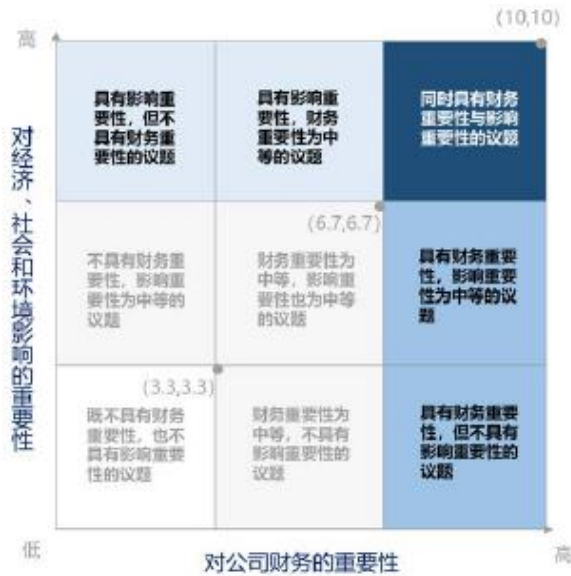 (10,10)
高
具有影响重
要性，但不
具有财务重
要性的议题
具有影响重
要性，财务
重要性为中
等的议题
同时具有财务
重要性与影响
重要性的议题
对经济、社会和环境影响的重要性
(6.7,6.7)
不具有财务重
要性，影响重
要性为中等的
议题
财务重要性为
中等，影响重
要性也为中等
的议题
具有财务重要
性，影响重要
性为中等的议
题
(3.3,3.3)
既不具有财务
重要性，也不
具有影响重要
性的议题
财务重要性为
中等，不具有
影响重要性的
议题
具有财务重要
性，但不具有
影响重要性的
议题
低
对公司财务的重要性
高